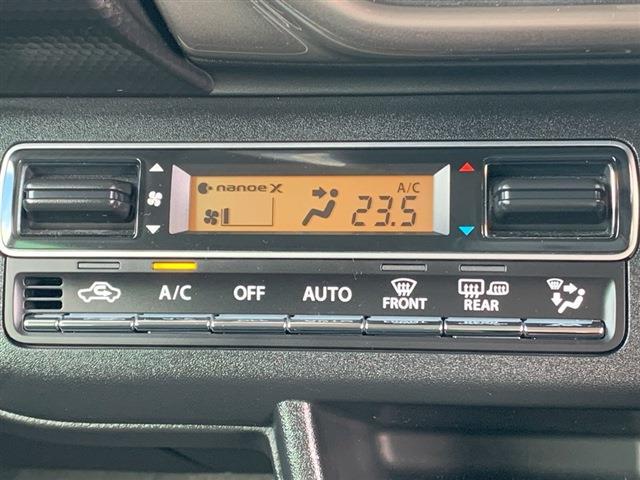 nanoe X
A/C
23.5
A/C
OFF
AUTO
FRONT
REAR